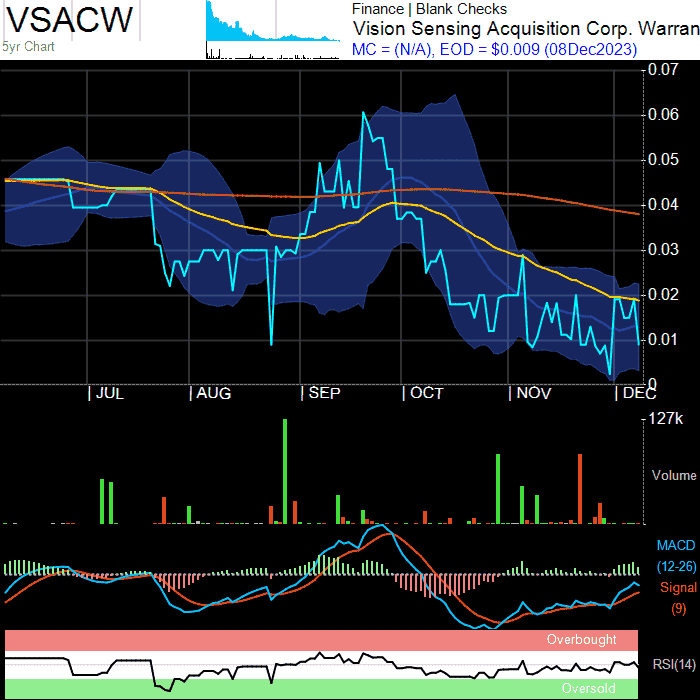 VSACW
5yr Chart
Finance | Blank Checks
Vision Sensing Acquisition Corp. Warran
MC = (N/A), EOD = $0.009 (08Dec2023)
0.07
0.06
0.05
0.04
0.03
0.02
0.01
0
JUL AUG SEP OCT NOV DEC
127k
Volume
MACD
(12-26)
Signal
(9)
Overbought
RSI(14)
Oversold